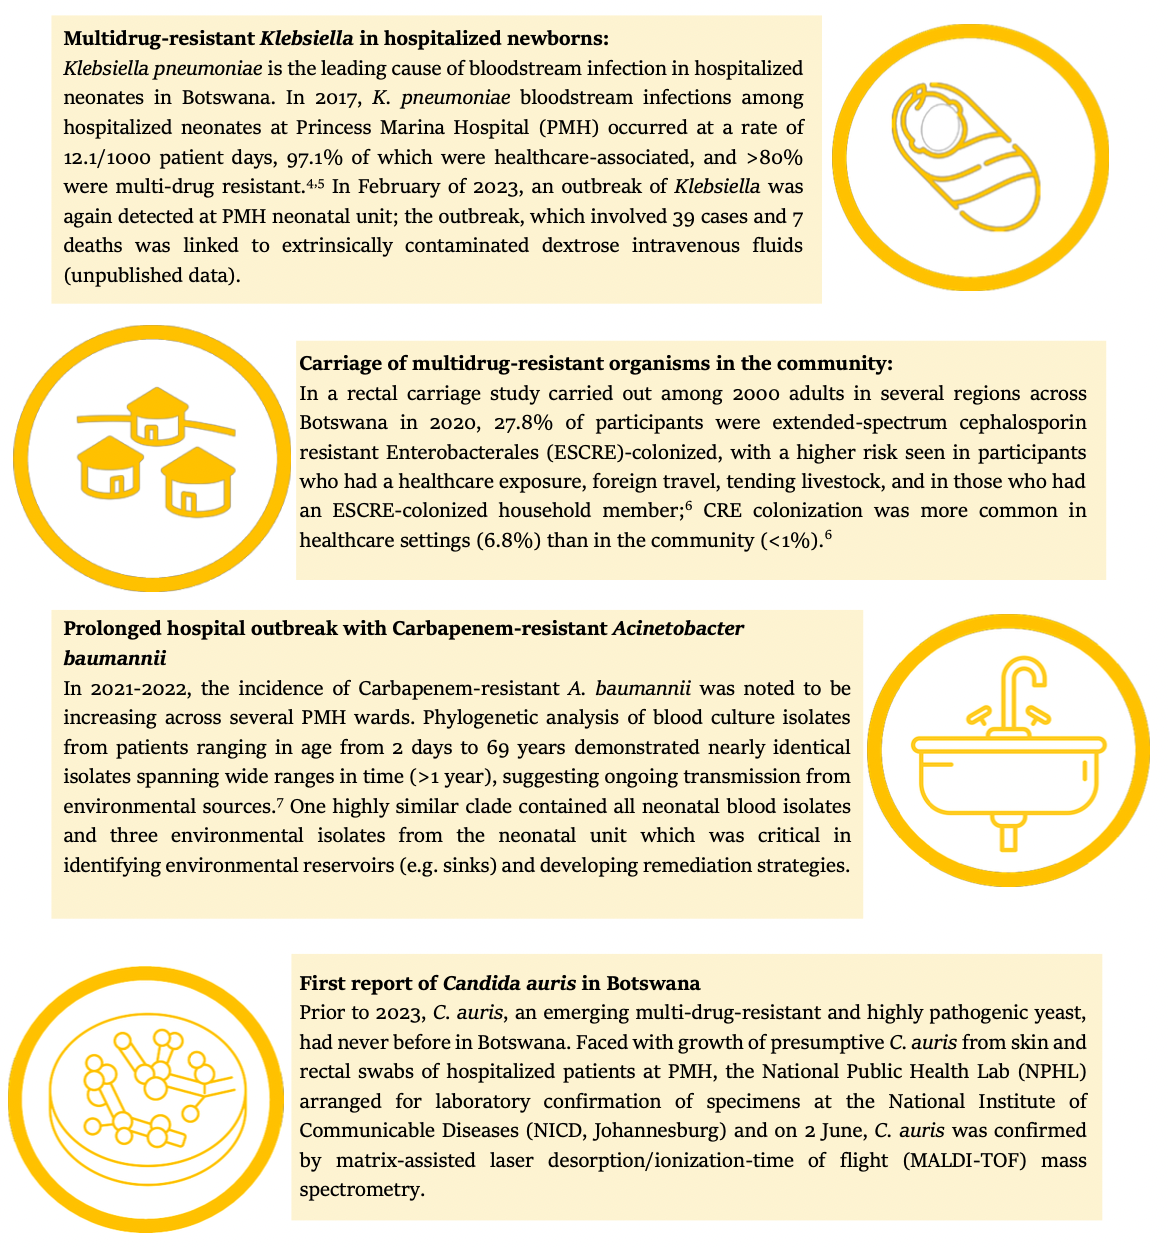 Multidrug-resistant Klebsiella in hospitalized newborns:
Klebsiella pneumoniae is the leading cause of bloodstream infection in hospitalized
neonates in Botswana. In 2017, K. pneumoniae bloodstream infections among
hospitalized neonates at Princess Marina Hospital (PMH) occurred at a rate of
12.1/1000 patient days, 97.1% of which were healthcare-associated, and >80%
were multi-drug resistant.4,5 In February of 2023, an outbreak of Klebsiella was
again detected at PMH neonatal unit; the outbreak, which involved 39 cases and 7
deaths was linked to extrinsically contaminated dextrose intravenous fluids
(unpublished data).
Carriage of multidrug-resistant organisms in the community:
In a rectal carriage study carried out among 2000 adults in several regions across
Botswana in 2020, 27.8% of participants were extended-spectrum cephalosporin
resistant Enterobacterales (ESCRE)-colonized, with a higher risk seen in participants
who had a healthcare exposure, foreign travel, tending livestock, and in those who had
an ESCRE-colonized household member;6 CRE colonization was more common in
healthcare settings (6.8%) than in the community (<1%).6
Prolonged hospital outbreak with Carbapenem-resistant Acinetobacter
baumannii
In 2021-2022, the incidence of Carbapenem-resistant A. baumannii was noted to be
increasing across several PMH wards. Phylogenetic analysis of blood culture isolates
from patients ranging in age from 2 days to 69 years demonstrated nearly identical
isolates spanning wide ranges in time (>1 year), suggesting ongoing transmission from
environmental sources.7 One highly similar clade contained all neonatal blood isolates
and three environmental isolates from the neonatal unit which was critical in
identifying environmental reservoirs (e.g. sinks) and developing remediation strategies.
First report of Candida auris in Botswana
Prior to 2023, C. auris, an emerging multi-drug-resistant and highly pathogenic yeast,
had never before in Botswana. Faced with growth of presumptive C. auris from skin and
rectal swabs of hospitalized patients at PMH, the National Public Health Lab (NPHL)
arranged for laboratory confirmation of specimens at the National Institute of
Communicable Diseases (NICD, Johannesburg) and on 2 June, C. auris was confirmed
by matrix-assisted laser desorption/ionization-time of flight (MALDI-TOF) mass
spectrometry.